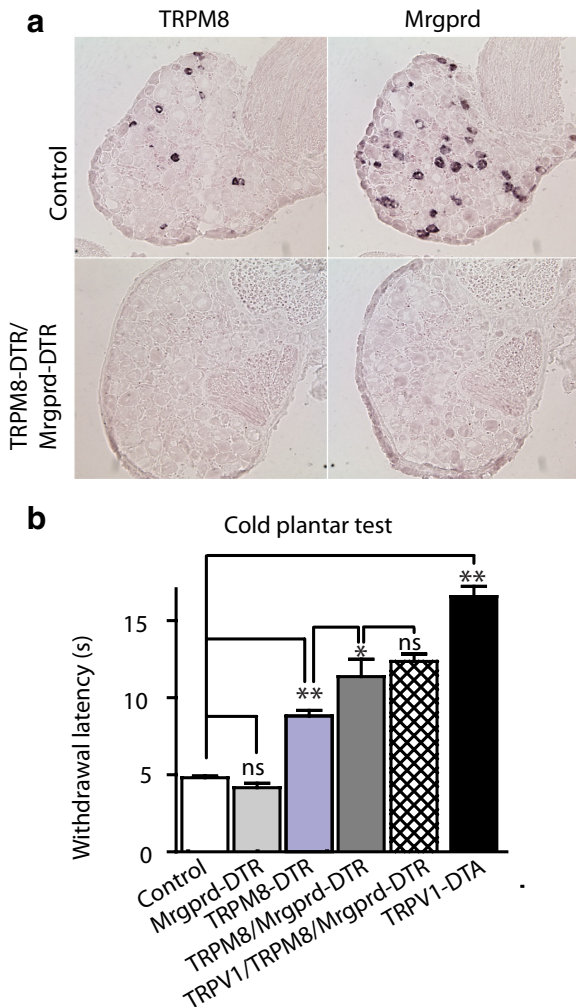 a
TRPM8
Mrgprd
Control
TRPM8-DTR/
Mrgprd-DTR
b
Cold plantar test
Withdrawal latency (s)
15
10
5
0
ns
**
*
ns
**
Control
Mrgprd-DTR
TRPM8-DTR
TRPM8/Mrgprd-DTR
TRPV1/TRPM8/Mrgprd-DTR
TRPV1-DTA